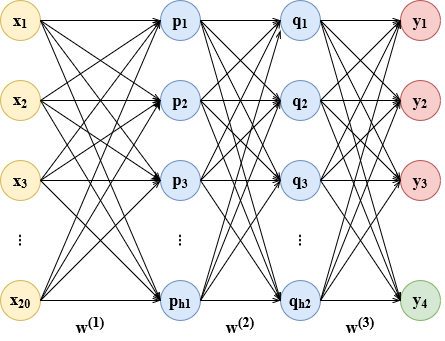 x1 p1 q1 y1
x2 p2 q2 y2
x3 p3 q3 y3
⋮ ⋮ ⋮
x20 ph1 qh2 y4
w(1) w(2) w(3)